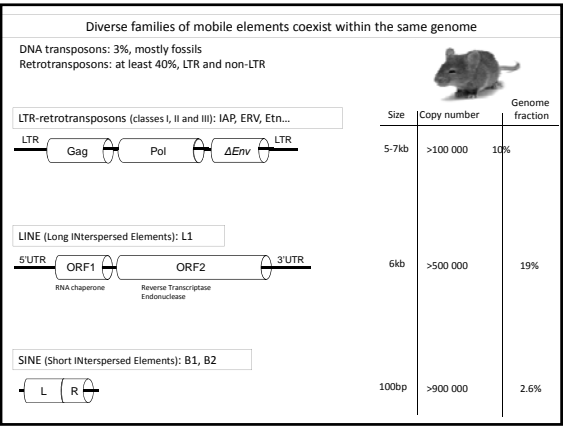 Diverse families of mobile elements coexist within the same genome
DNA transposons: 3%, mostly fossils
Retrotransposons: at least 40%, LTR and non-LTR
Size
Copy number
Genome
fraction
LTR-retrotransposons (classes I, II and III): IAP, ERV, Etn...
LTR
Gag
Pol
ΔEnv
LTR
5-7kb
>100 000
10%
LINE (Long INterspersed Elements): L1
5'UTR
ORF1
ORF2
3'UTR
RNA chaperone
Reverse Transcriptase
Endonuclease
6kb
>500 000
19%
SINE (Short INterspersed Elements): B1, B2
L
R
100bp
>900 000
2.6%